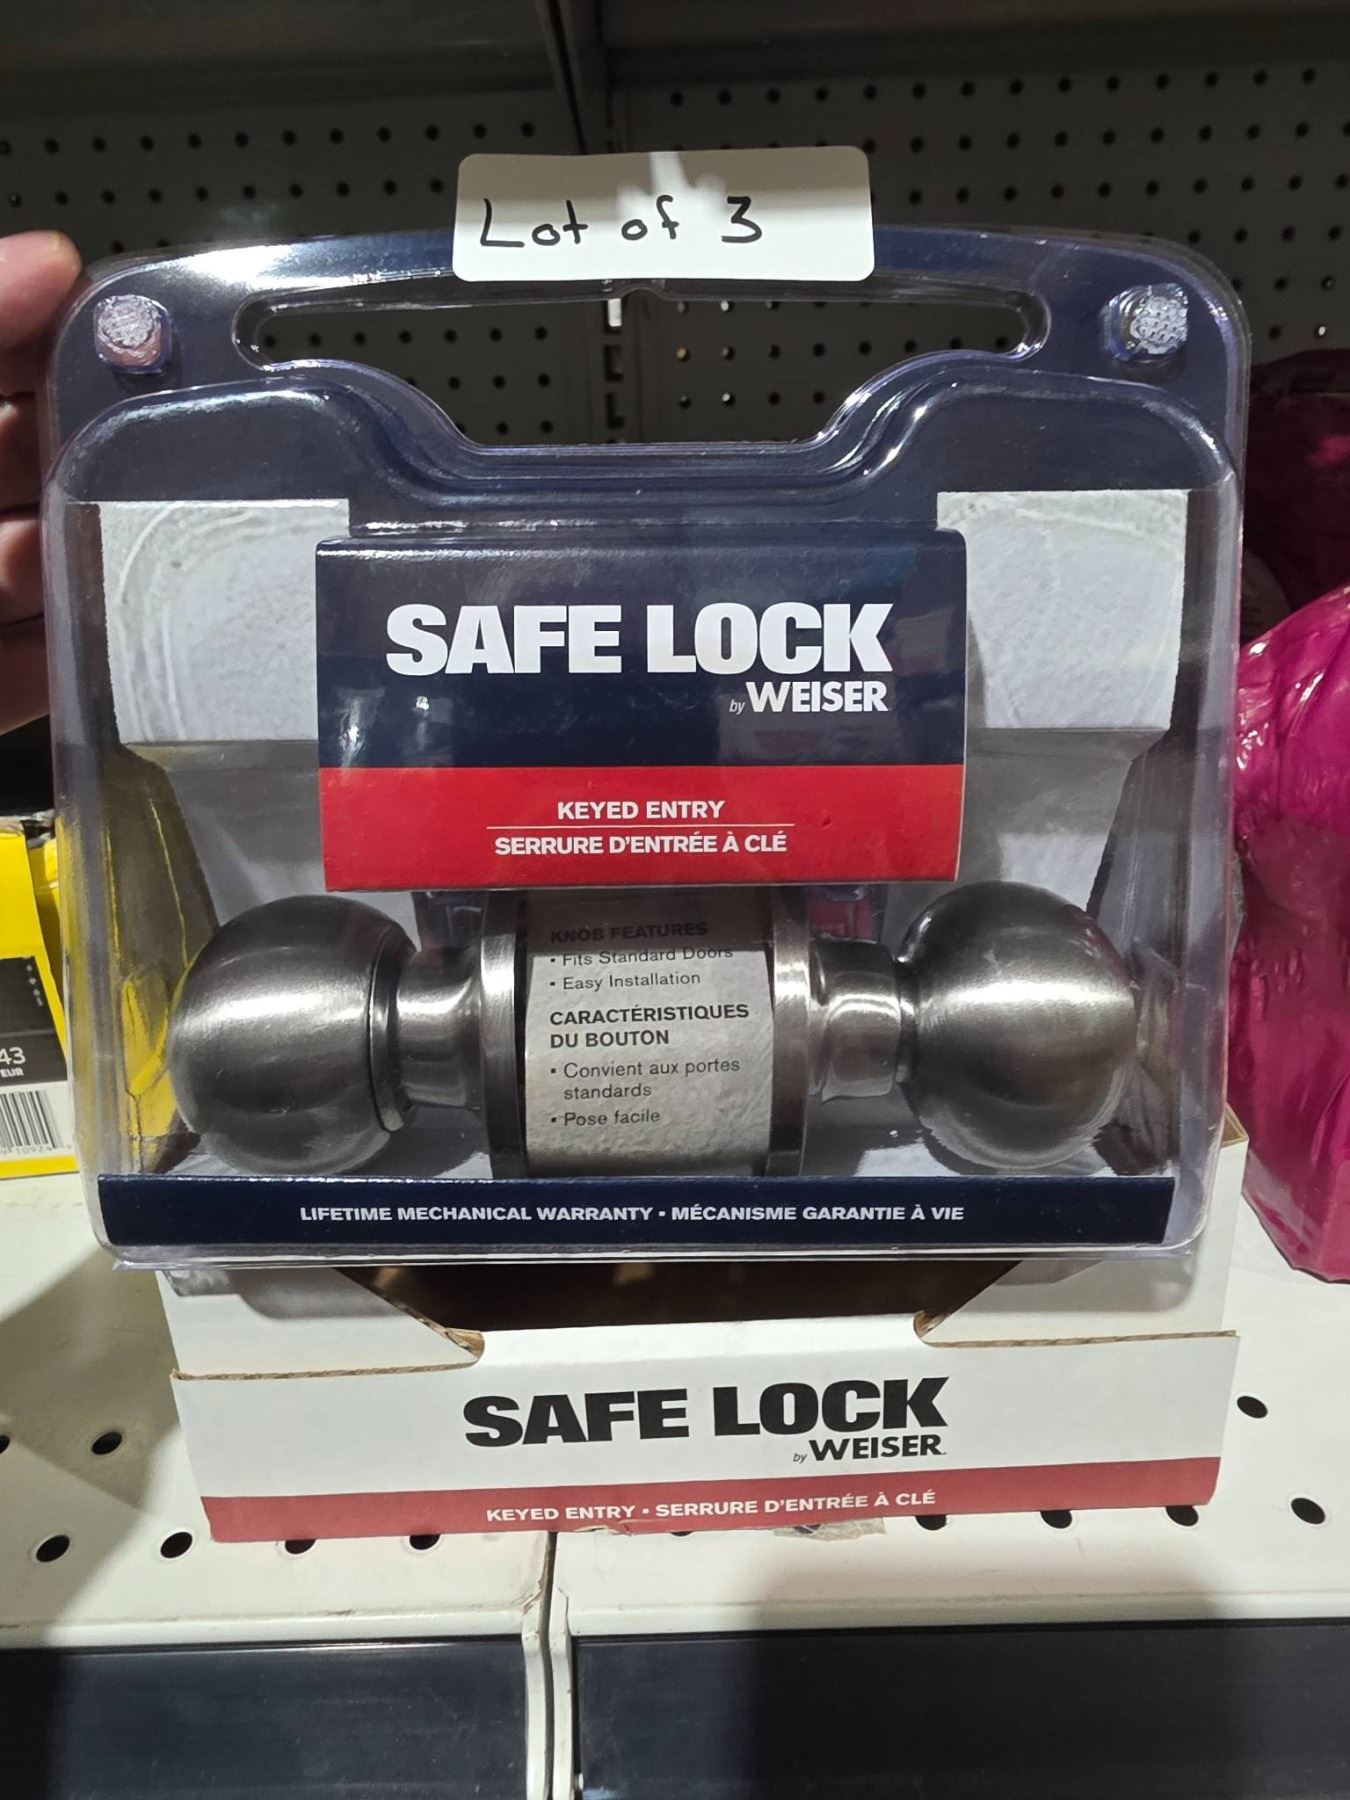 Lot of 3
SAFE LOCK
by WEISER
KEYED ENTRY
SERRURE D'ENTRÉE À CLÉ
KNOB FEATURES
• Fits Standard Doors
• Easy Installation
CARACTÉRISTIQUES
DU BOUTON
• Convient aux portes
standards
• Pose facile
43
EUR
LIFETIME MECHANICAL WARRANTY • MÉCANISME GARANTIE À VIE
SAFE LOCK
by WEISER
KEYED ENTRY • SERRURE D'ENTRÉE À CLÉ